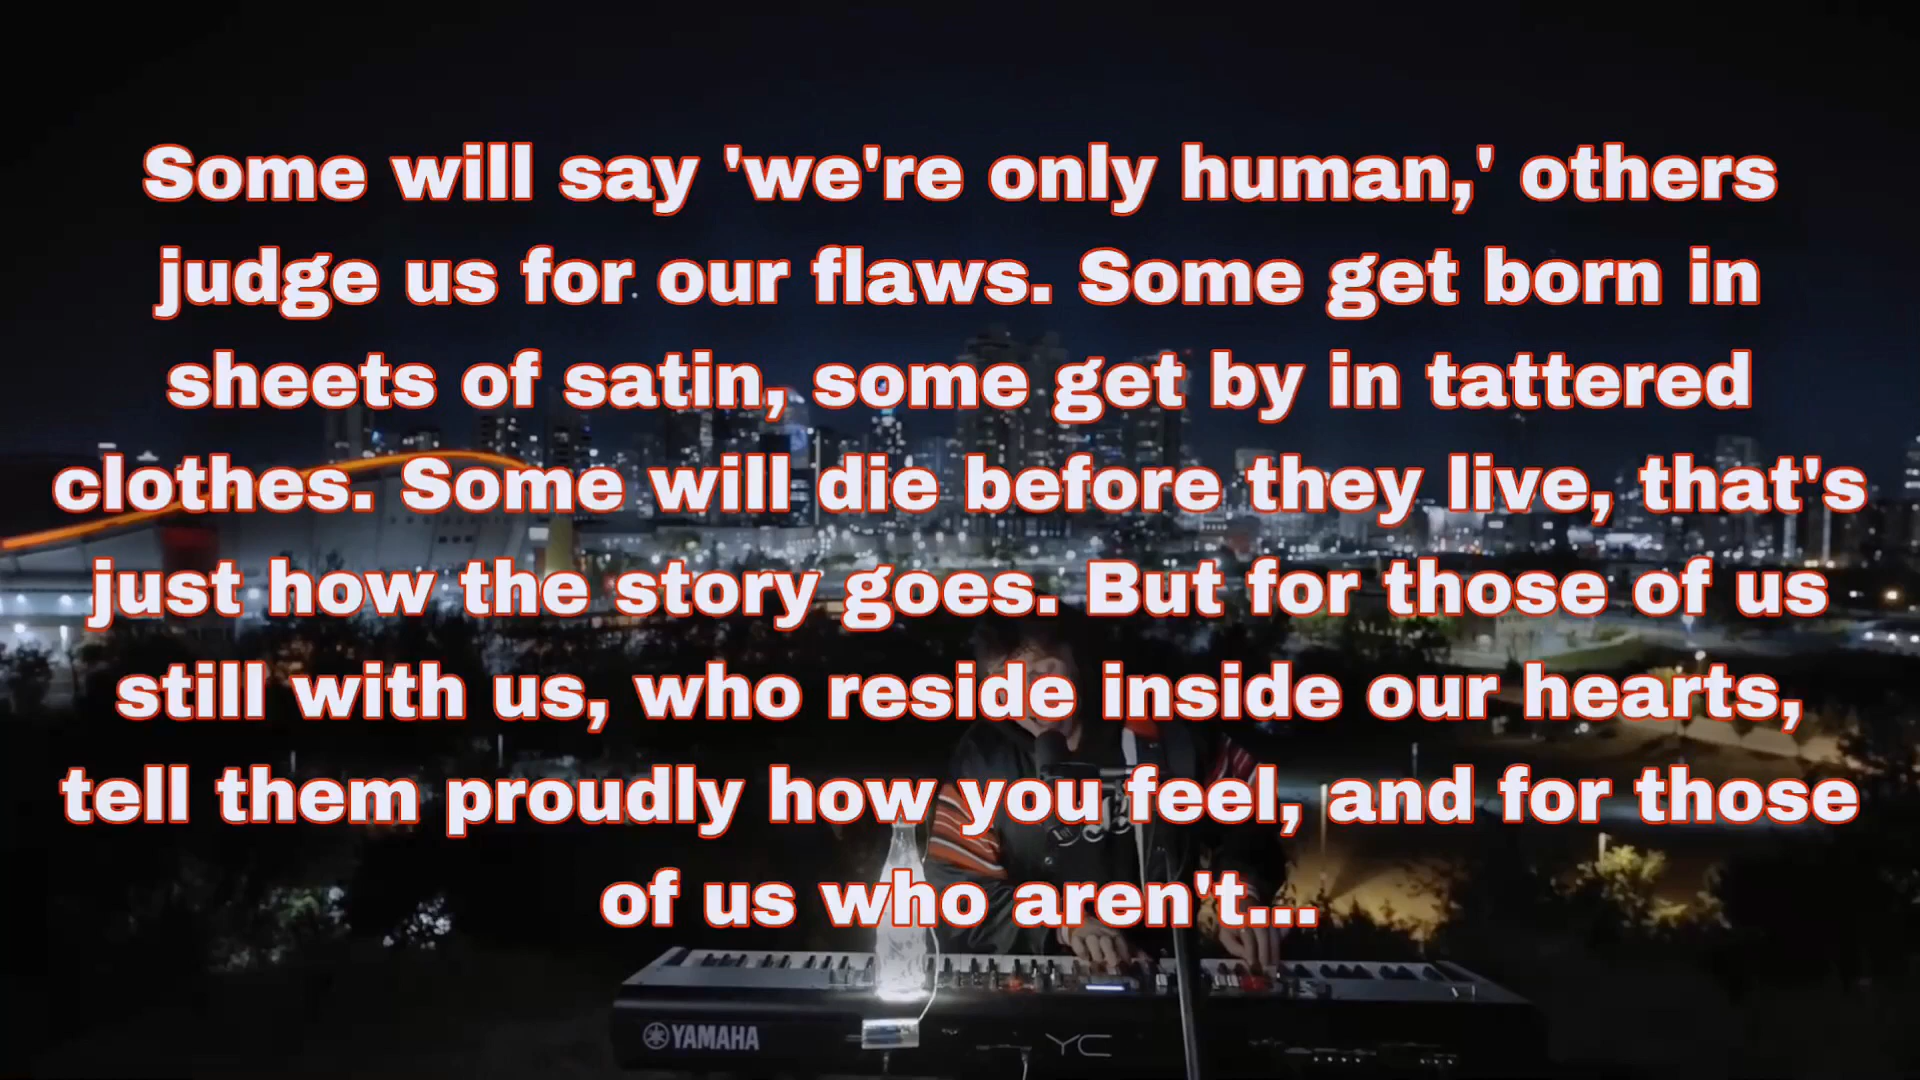 Some will say 'we're only human,' others
judge us for our flaws. Some get born in
sheets of satin, some get by in tattered
clothes. Some will die before they live, that's
just how the story goes. But for those of us
still with us, who reside inside our hearts,
tell them proudly how you feel, and for those
of us who aren't...
YAMAHA
YC